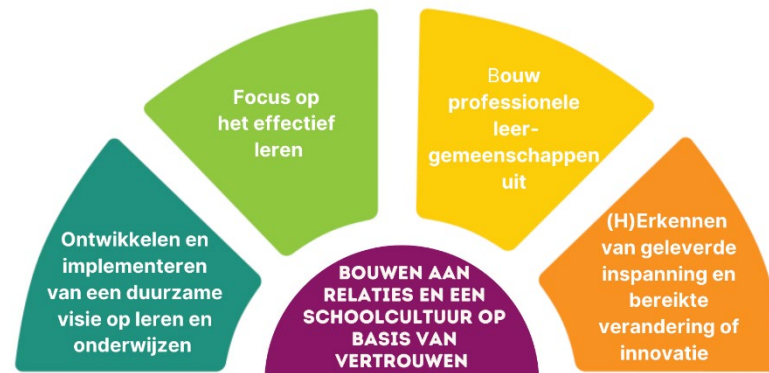 Ontwikkelen en
implementeren
van een duurzame
visie op leren en
onderwijzen
Focus op
het effectief
leren
Bouw
professionele
leer-
gemeenschappen
uit
(H)Erkennen
van geleverde
inspanning en
bereikte
verandering of
innovatie
BOUWEN AAN
RELATIES EN EEN
SCHOOLCULTUUR OP
BASIS VAN
VERTROUWEN